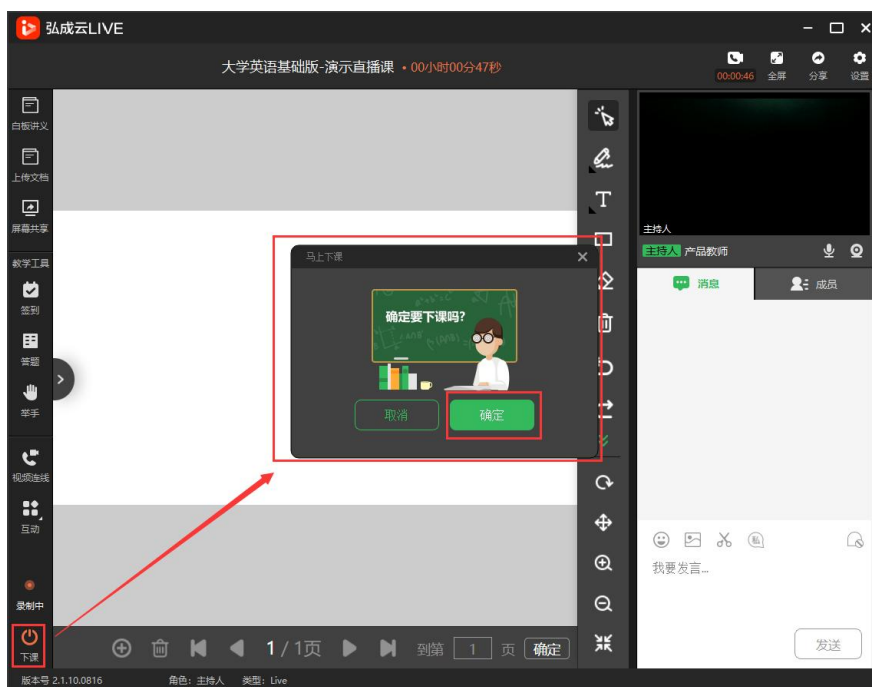 弘成云LIVE
大学英语基础版-演示直播课 • 00小时00分47秒
00:00:46 全屏 分享 设置
白板讲义
上传文档
屏幕共享
教学工具
签到
答题
举手
视频连线
互动
录制中
下课
T
马上下课
确定要下课吗?
取消 确定
1 / 1页 到第 1 页 确定
主持人
主持人 产品教师
消息 成员
私
我要发言...
发送
版本号 2.1.10.0816 角色: 主持人 类型: Live